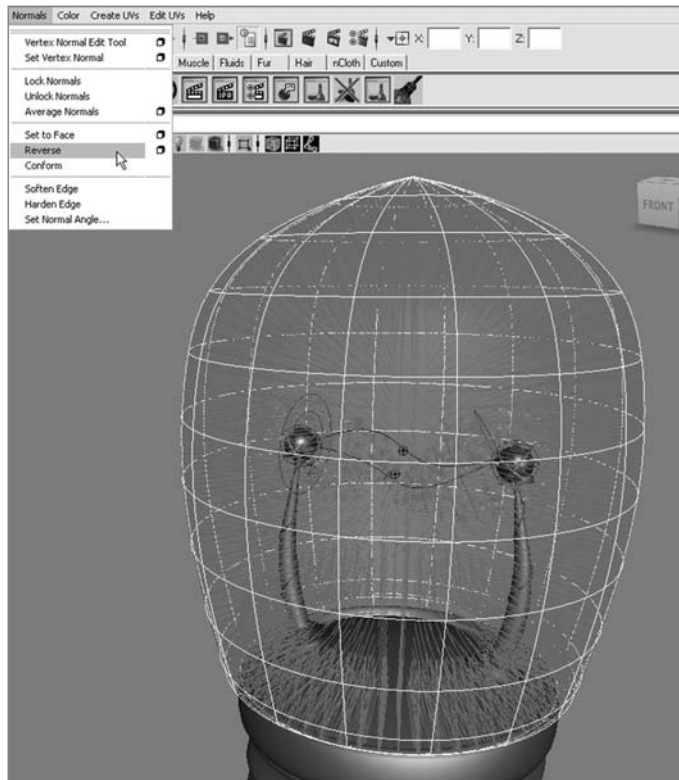 Normals Color Create UVs Edit UVs Help
Vertex Normal Edit Tool
Set Vertex Normal
Lock Normals
Unlock Normals
Average Normals
Set to Face
Reverse
Conform
Soften Edge
Harden Edge
Set Normal Angle...
X: Y: Z:
Muscle Fluids Fur Hair nCloth Custom
IPR
FRONT